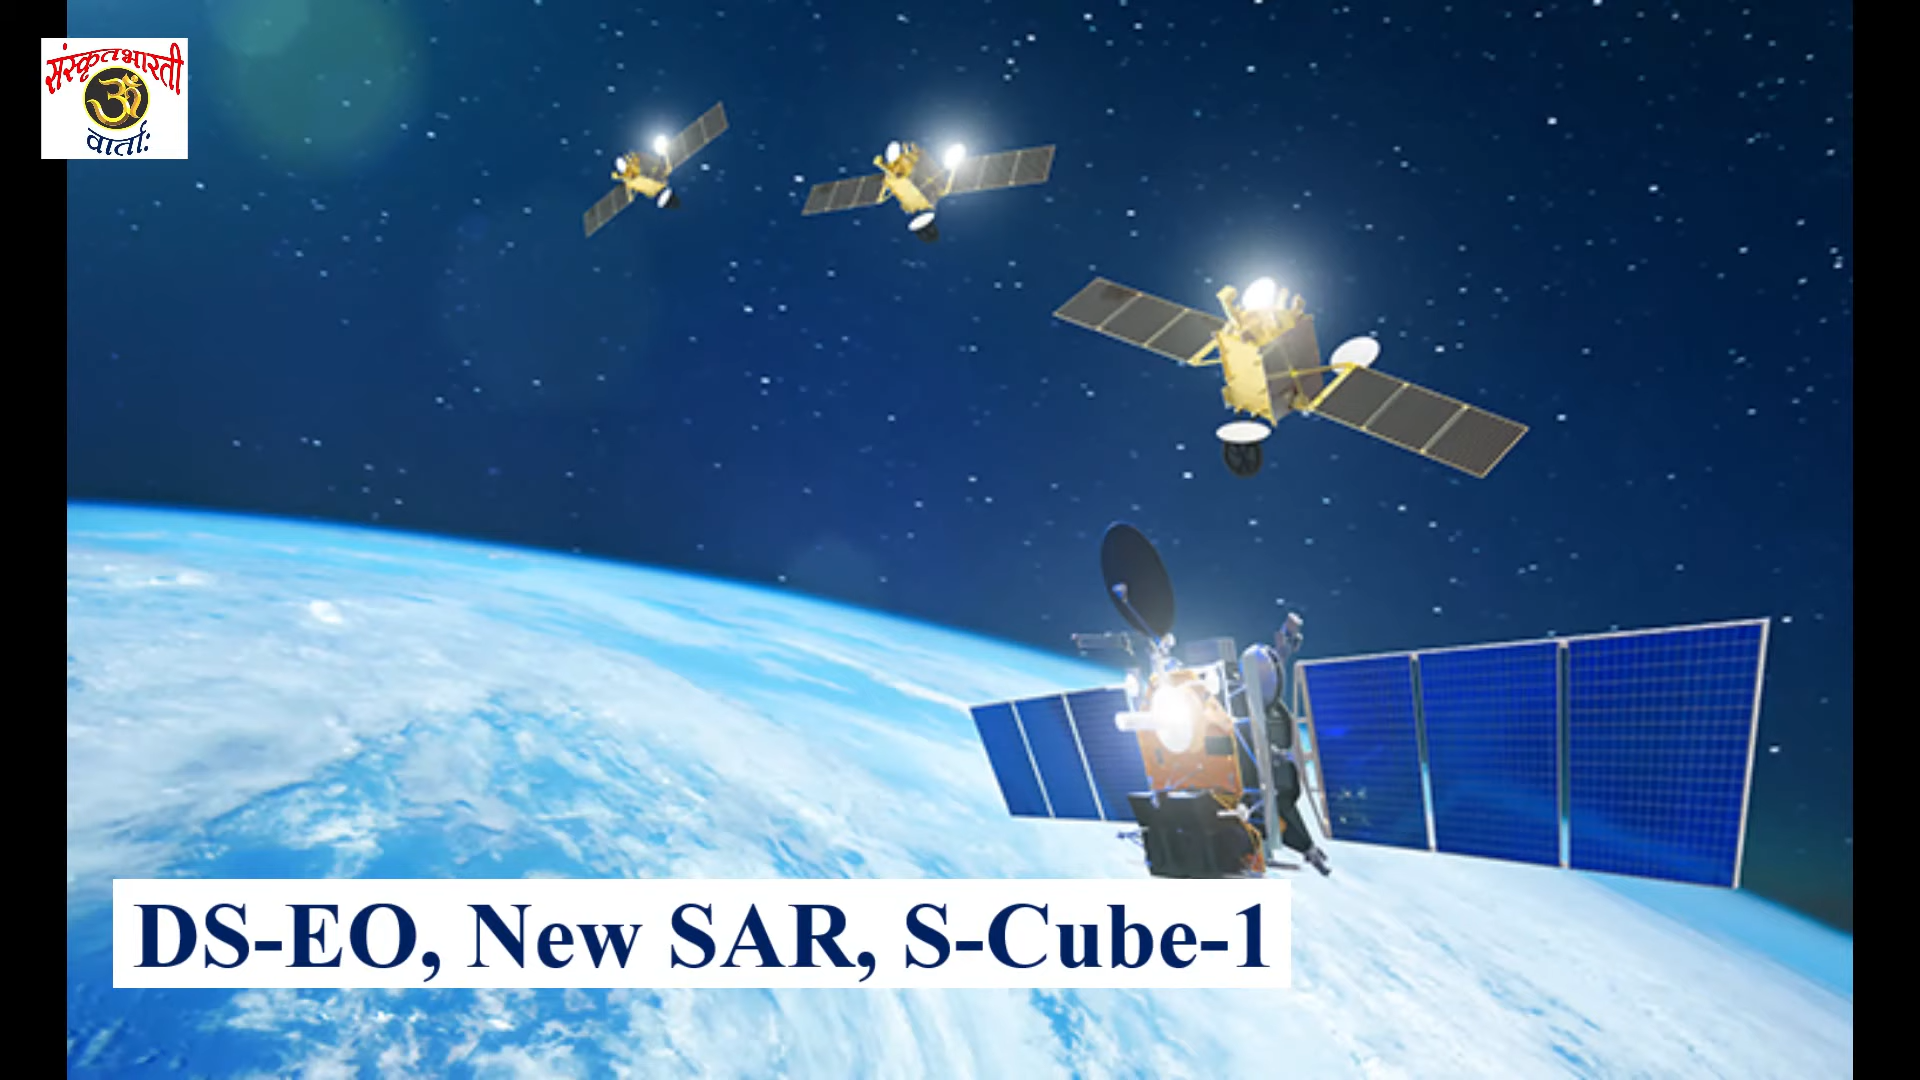 संस्कृतभारती
ॐ
वार्ताः
DS-EO, New SAR, S-Cube-1